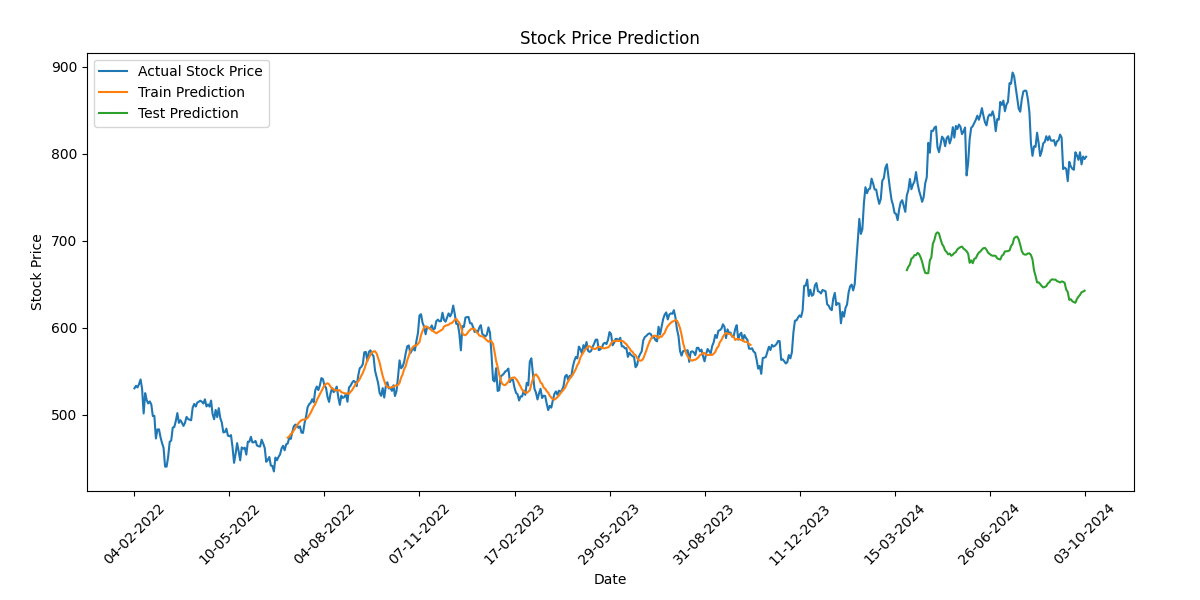 Stock Price Prediction
Actual Stock Price
Train Prediction
Test Prediction
Stock Price
900
800
700
600
500
04-02-2022
10-05-2022
04-08-2022
07-11-2022
17-02-2023
29-05-2023
31-08-2023
11-12-2023
15-03-2024
26-06-2024
03-10-2024
Date